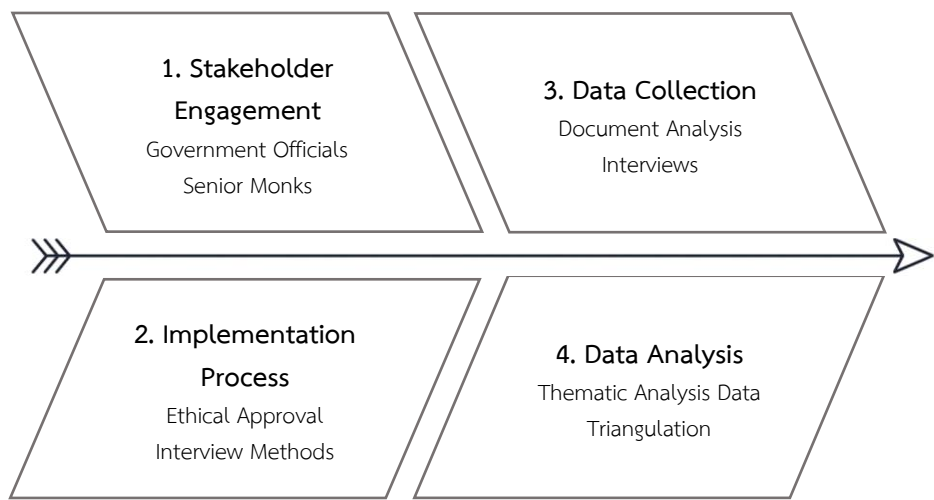 1. Stakeholder
Engagement
Government Officials
Senior Monks
2. Implementation
Process
Ethical Approval
Interview Methods
3. Data Collection
Document Analysis
Interviews
4. Data Analysis
Thematic Analysis Data
Triangulation